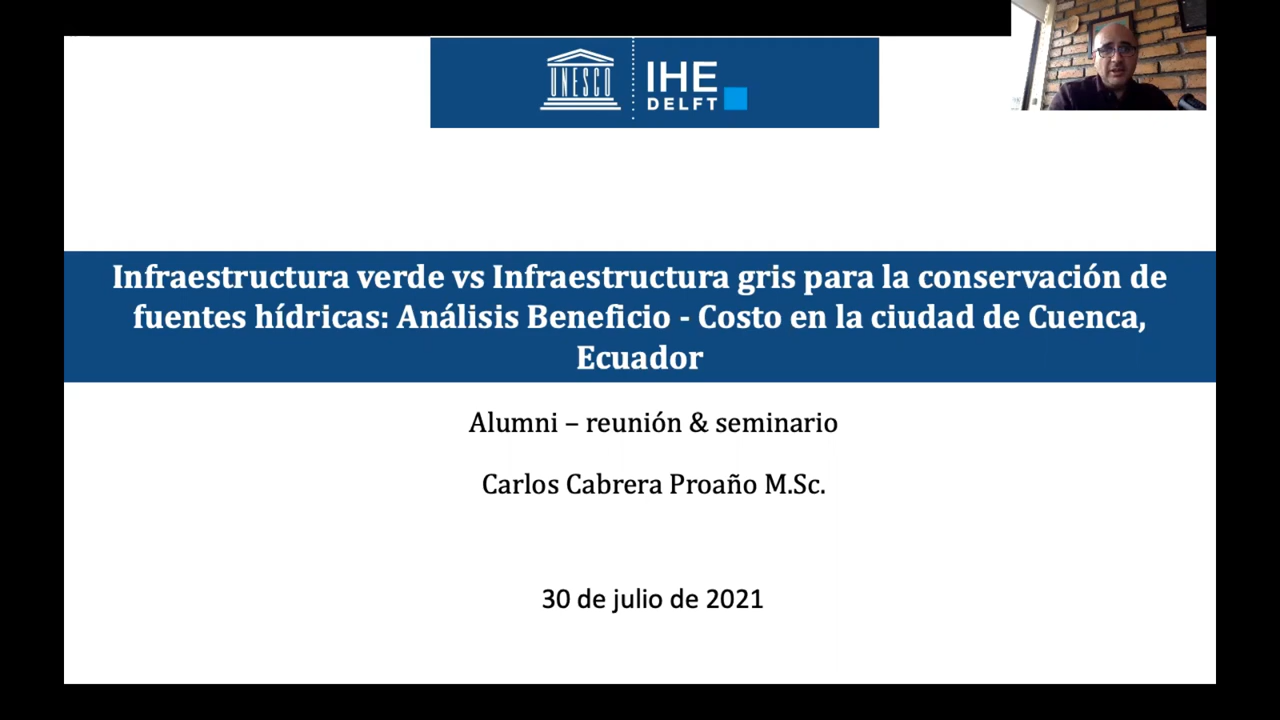 UNESCO
IHE
DELFT
Infraestructura verde vs Infraestructura gris para la conservación de
fuentes hídricas: Análisis Beneficio - Costo en la ciudad de Cuenca,
Ecuador
Alumni – reunión & seminario
Carlos Cabrera Proaño M.Sc.
30 de julio de 2021